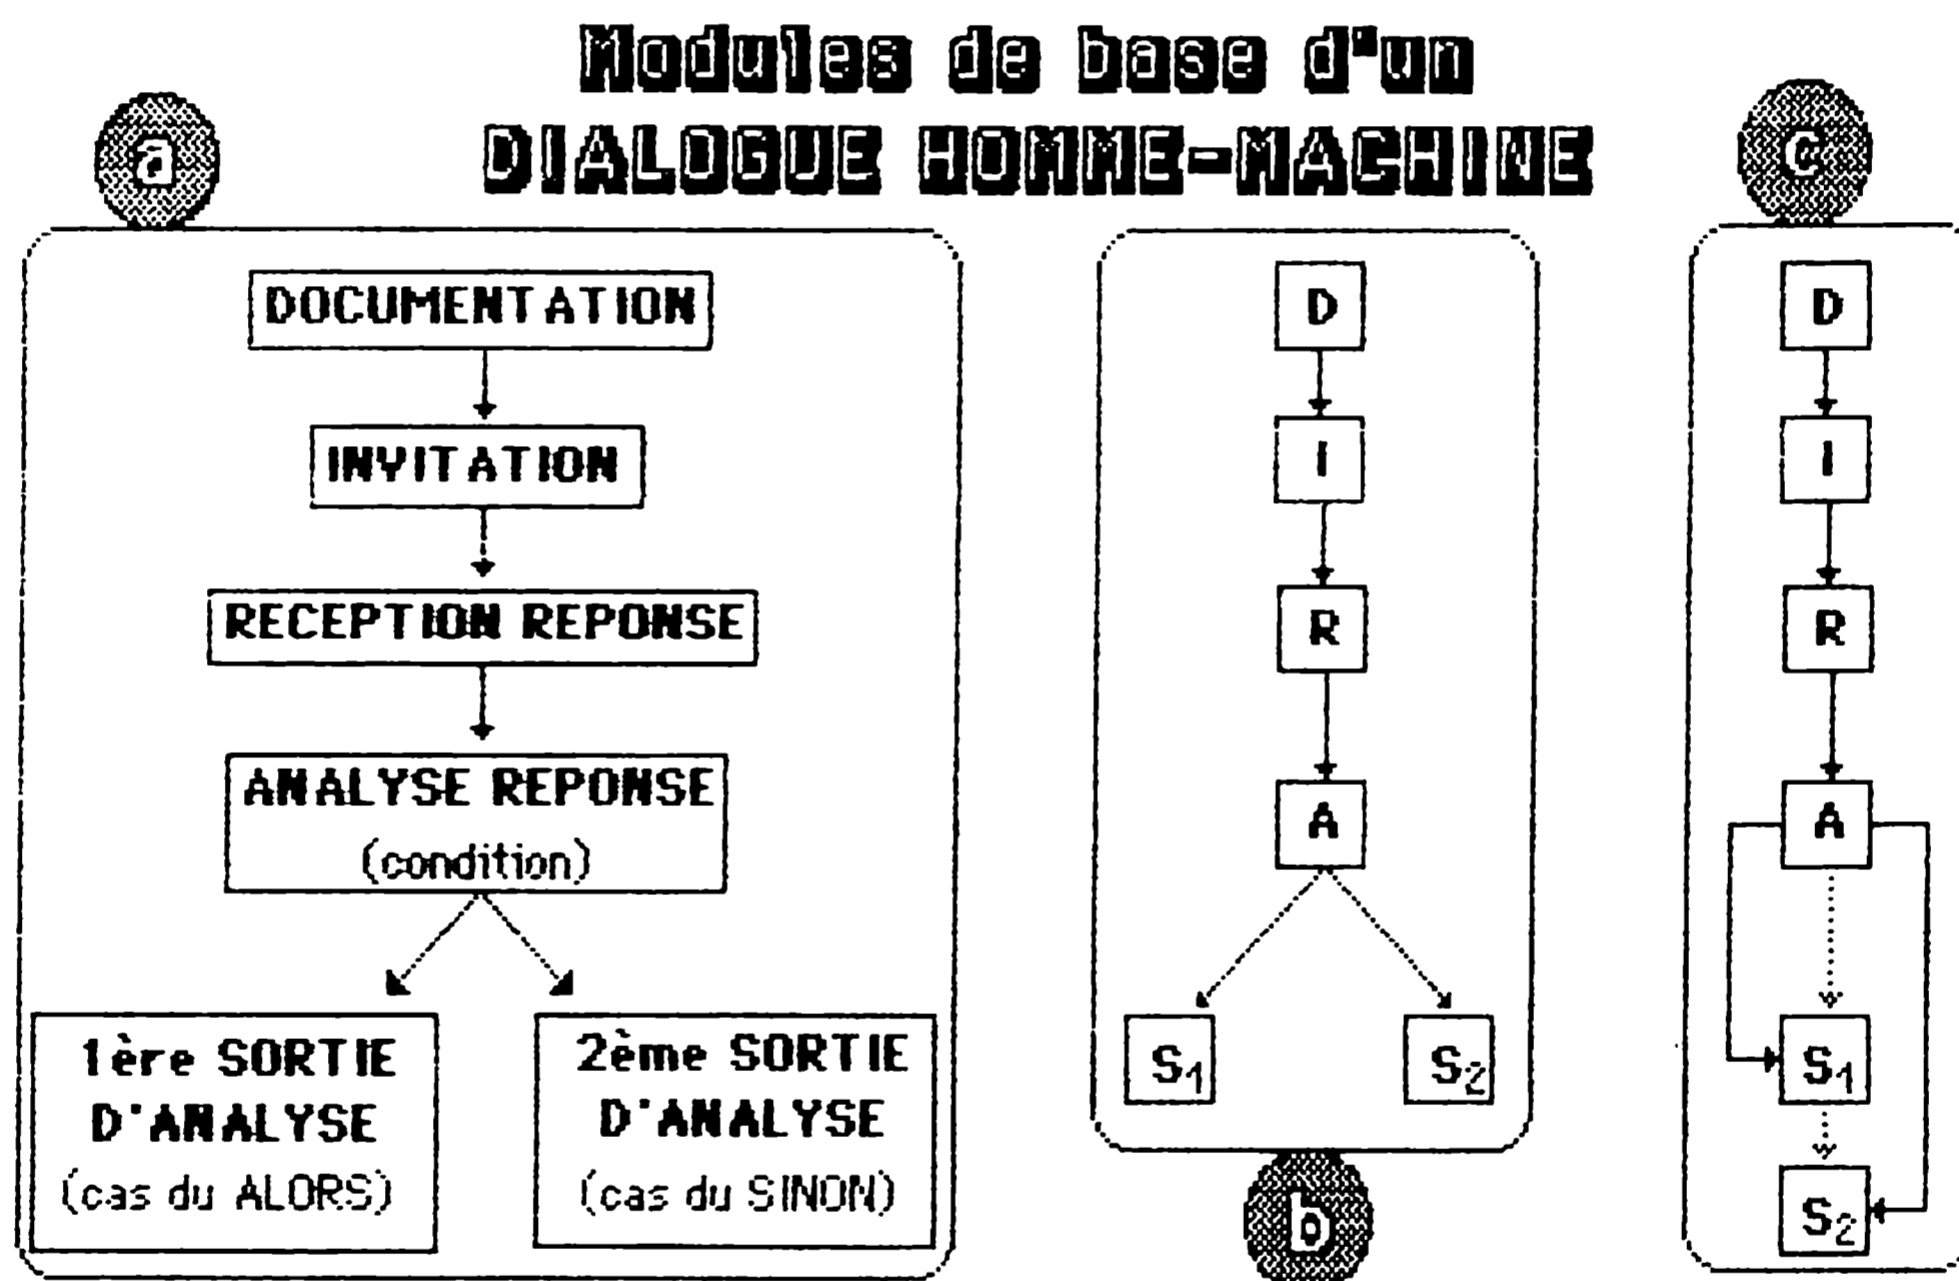 Modules de base d'un
DIALOGUE HOMME-MACHINE
a
DOCUMENTATION
INVITATION
RECEPTION REPONSE
ANALYSE REPONSE
(condition)
1ère SORTIE
D'ANALYSE
(cas du ALORS)
2ème SORTIE
D'ANALYSE
(cas du SINON)
D
I
R
A
S1
S2
b
c
D
I
R
A
S1
S2